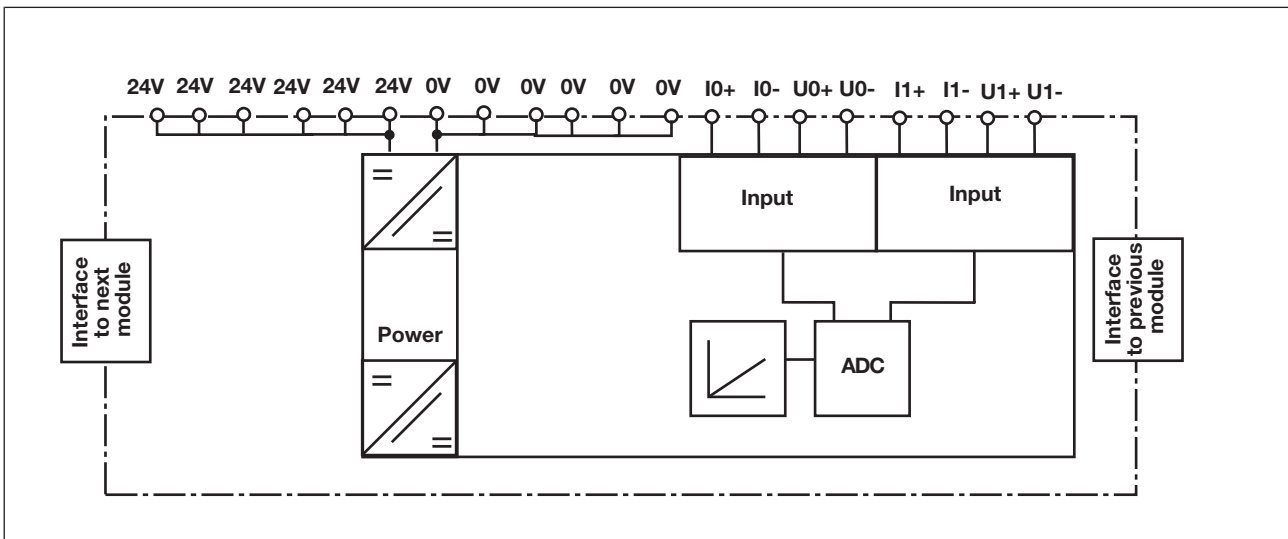 24V 24V 24V 24V 24V 24V 0V 0V 0V 0V 0V 0V I0+ I0- U0+ U0- I1+ I1- U1+ U1-
Input
Input
Interface
to next
module
Interface
to previous
module
Power
ADC